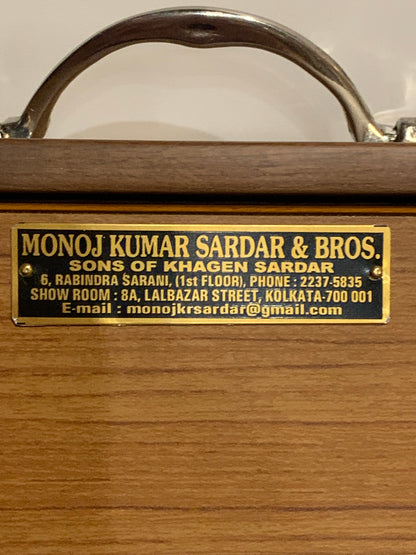 MONOJ KUMAR SARDAR & BROS.
SONS OF KHAGEN SARDAR
6, RABINDRA SARANI, (1st FLOOR), PHONE : 2237-5835
SHOW ROOM : 8A, LALBAZAR STREET, KOLKATA-700 001
E-mail : monojkrsardar@gmail.com